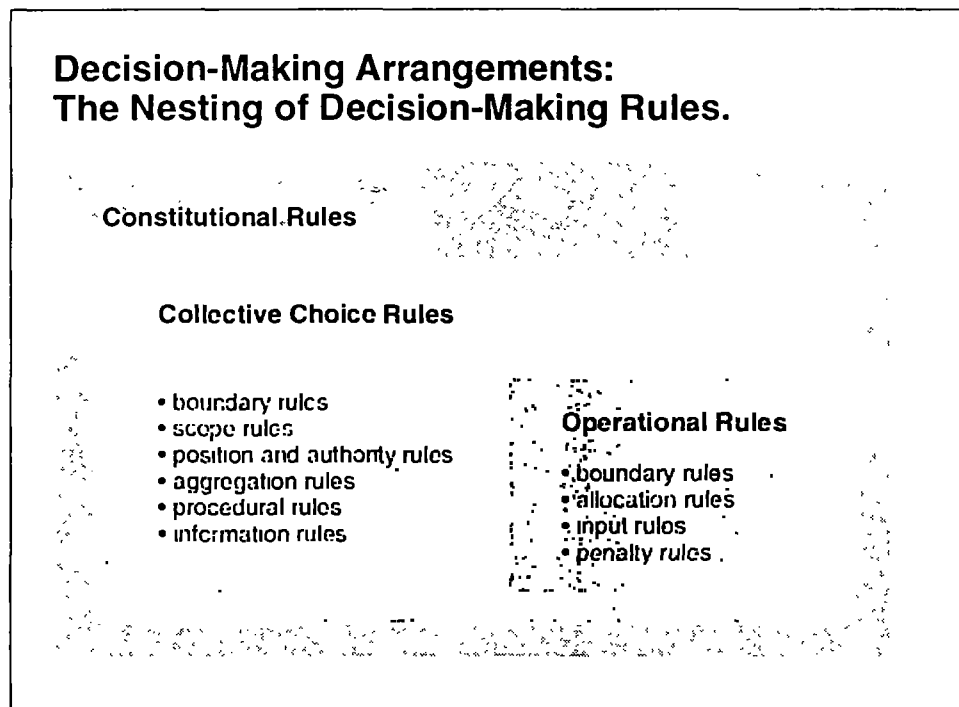 Decision-Making Arrangements:
The Nesting of Decision-Making Rules.
Constitutional Rules
Collective Choice Rules
• boundary rules
• scope rules
• position and authority rules
• aggregation rules
• procedural rules
• information rules
Operational Rules
• boundary rules
• allocation rules
• input rules
• penalty rules